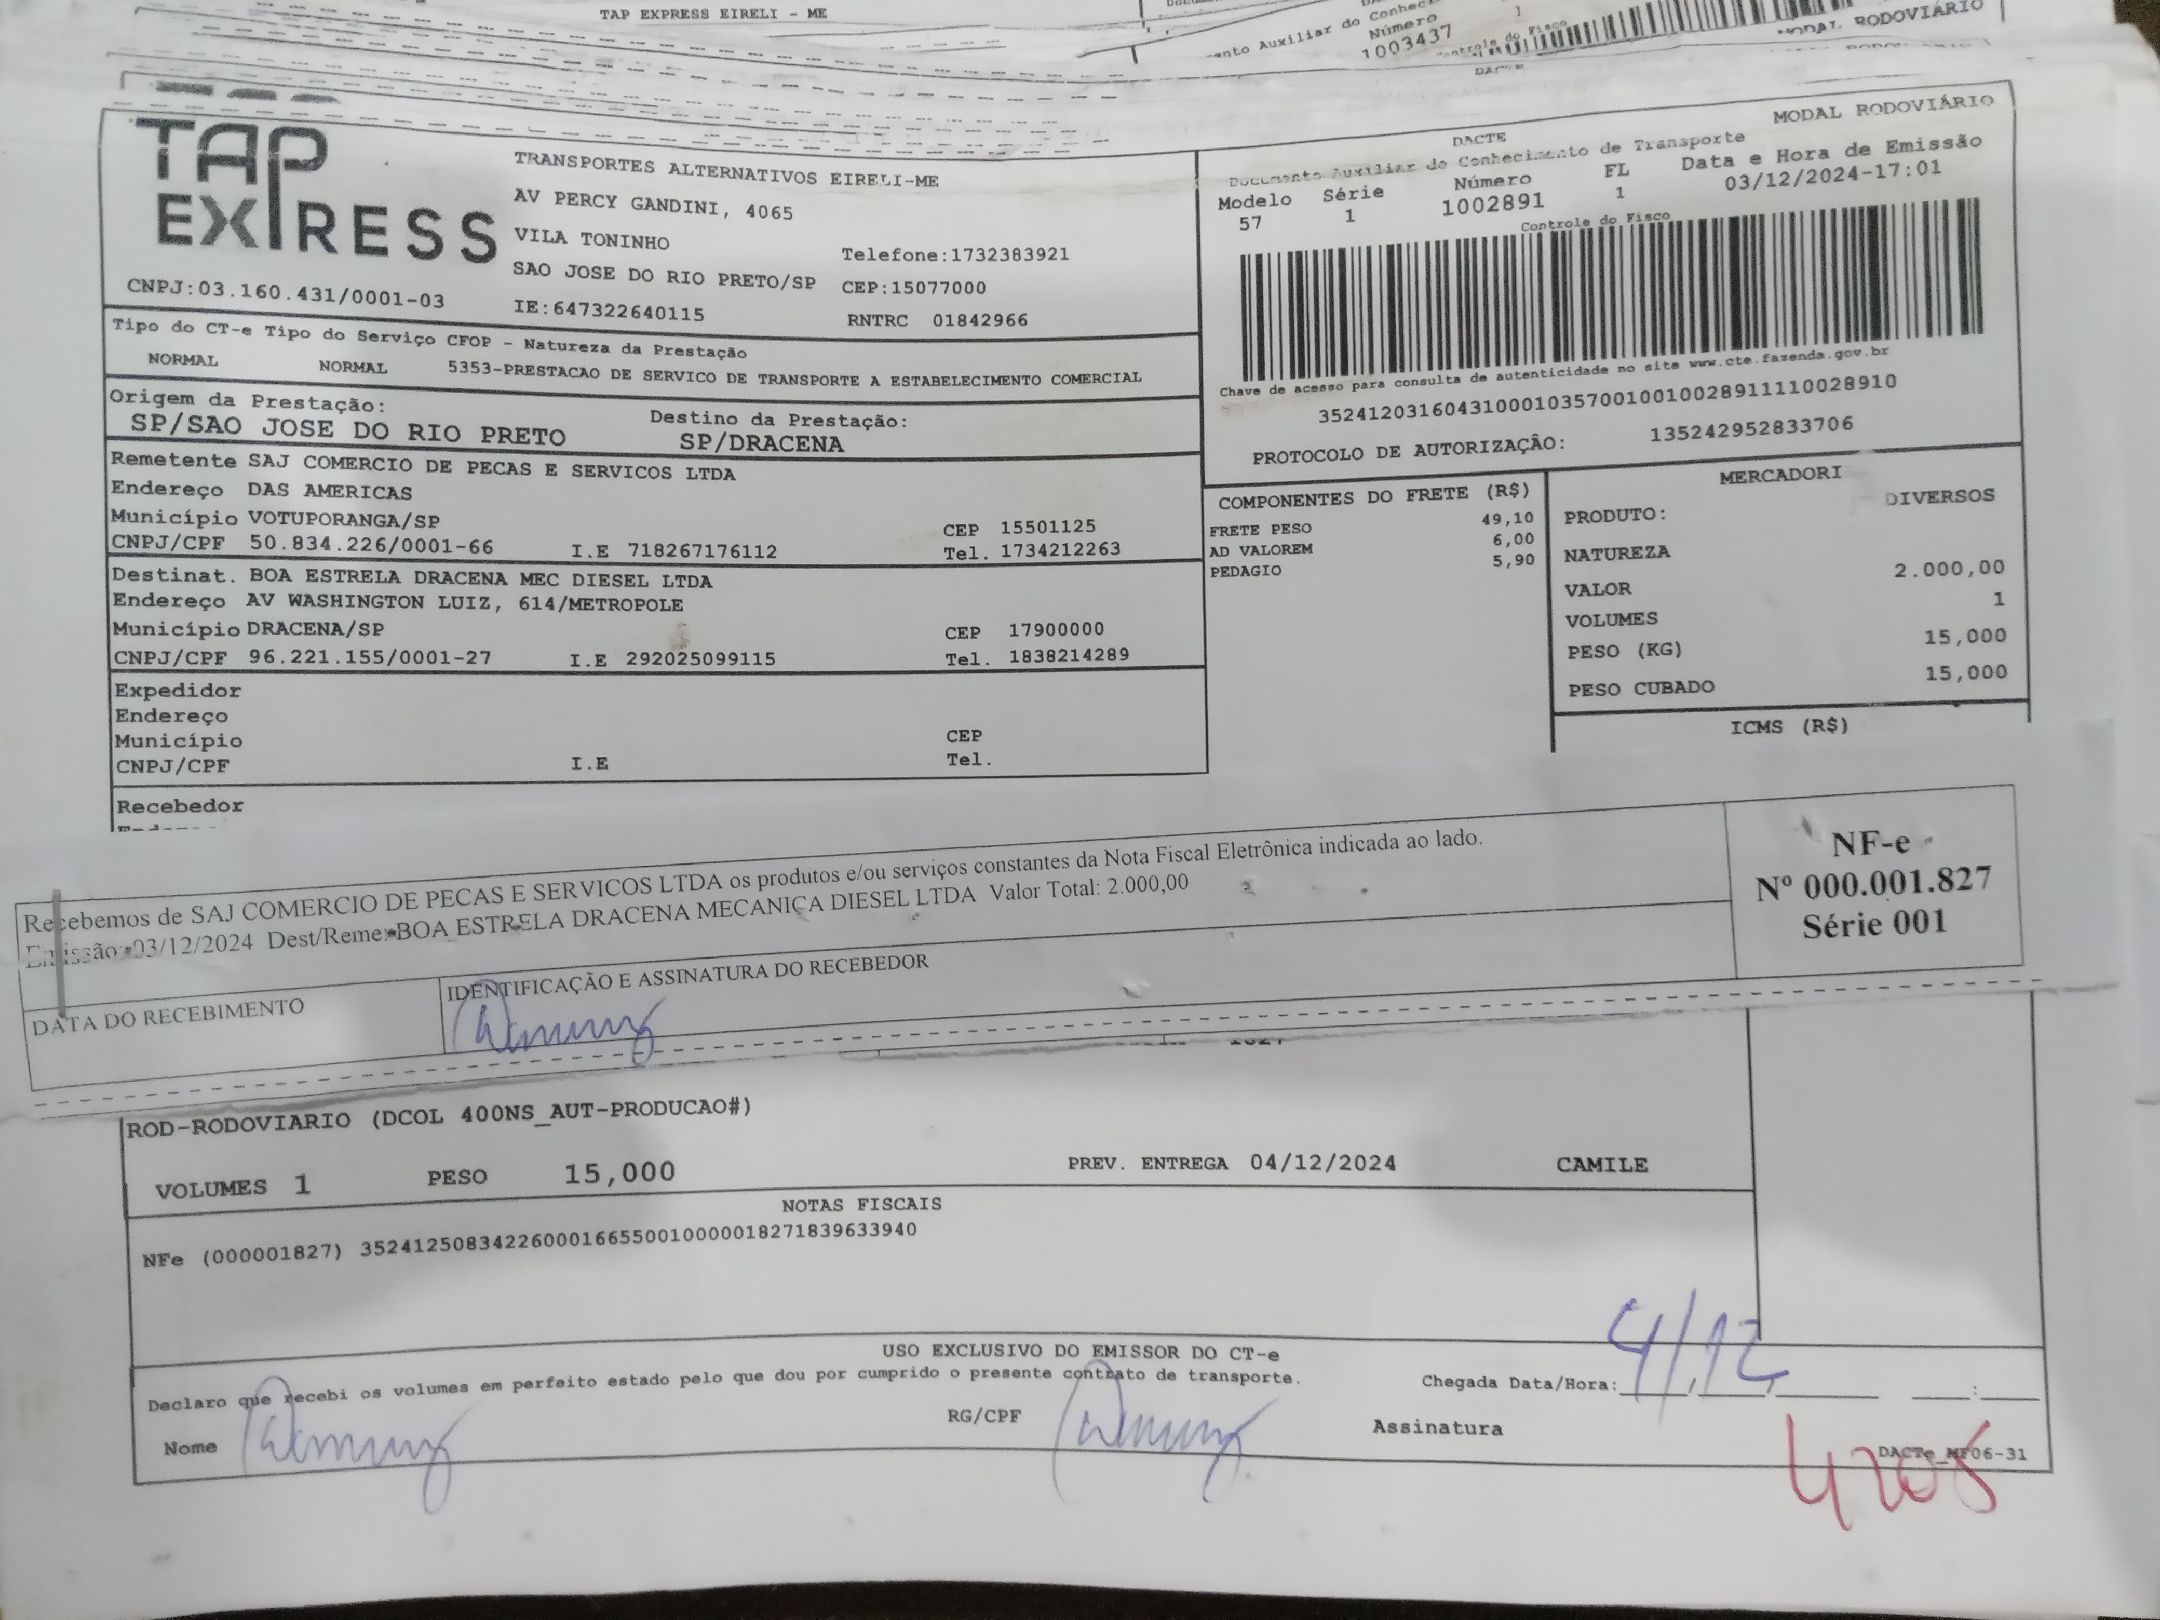 TAP EXPRESS EIRELI - ME
Número
1003437
MODAL RODOVIÁRIO
DACTE
TAP
EXPRESS
CNPJ:03.160.431/0001-03
TRANSPORTES ALTERNATIVOS EIRELI-ME
AV PERCY GANDINI, 4065
VILA TONINHO
Telefone:1732383921
SAO JOSE DO RIO PRETO/SP CEP:15077000
IE:647322640115 RNTRC 01842966
MODAL RODOVIÁRIO
DACTE
Documento Auxiliar do Conhecimento de Transporte
Modelo Série Número FL Data e Hora de Emissão
57 1 1002891 1 03/12/2024-17:01
Controle do Fisco
Chave de acesso para consulta de autenticidade no site www.cte.fazenda.gov.br
35241203160431000103570010010028911110028910
PROTOCOLO DE AUTORIZAÇÃO: 135242952833706
Tipo do CT-e Tipo do Serviço CFOP - Natureza da Prestação
NORMAL NORMAL 5353-PRESTACAO DE SERVICO DE TRANSPORTE A ESTABELECIMENTO COMERCIAL
Origem da Prestação: Destino da Prestação:
SP/SAO JOSE DO RIO PRETO SP/DRACENA
Remetente SAJ COMERCIO DE PECAS E SERVICOS LTDA
Endereço DAS AMERICAS
Município VOTUPORANGA/SP CEP 15501125
CNPJ/CPF 50.834.226/0001-66 I.E 718267176112 Tel. 1734212263
Destinat. BOA ESTRELA DRACENA MEC DIESEL LTDA
Endereço AV WASHINGTON LUIZ, 614/METROPOLE
Município DRACENA/SP CEP 17900000
CNPJ/CPF 96.221.155/0001-27 I.E 292025099115 Tel. 1838214289
Expedidor
Endereço
Município CEP
CNPJ/CPF I.E Tel.
Recebedor
COMPONENTES DO FRETE (R$)
FRETE PESO 49,10
AD VALOREM 6,00
PEDAGIO 5,90
MERCADORI
PRODUTO: DIVERSOS
NATUREZA
VALOR 2.000,00
VOLUMES 1
PESO (KG) 15,000
PESO CUBADO 15,000
ICMS (R$)
Recebemos de SAJ COMERCIO DE PECAS E SERVICOS LTDA os produtos e/ou serviços constantes da Nota Fiscal Eletrônica indicada ao lado.
Emissão: 03/12/2024 Dest/Reme: BOA ESTRELA DRACENA MECANICA DIESEL LTDA Valor Total: 2.000,00
NF-e
Nº 000.001.827
Série 001
DATA DO RECEBIMENTO
IDENTIFICAÇÃO E ASSINATURA DO RECEBEDOR
ROD-RODOVIARIO (DCOL 400NS_AUT-PRODUCAO#)
VOLUMES 1 PESO 15,000 PREV. ENTREGA 04/12/2024 CAMILE
NOTAS FISCAIS
NFe (000001827) 35241250834226000166550010000018271839633940
USO EXCLUSIVO DO EMISSOR DO CT-e
Declaro que recebi os volumes em perfeito estado pelo que dou por cumprido o presente contrato de transporte.
Chegada Data/Hora: 4/12
Nome RG/CPF Assinatura
DACTe_MF06-31